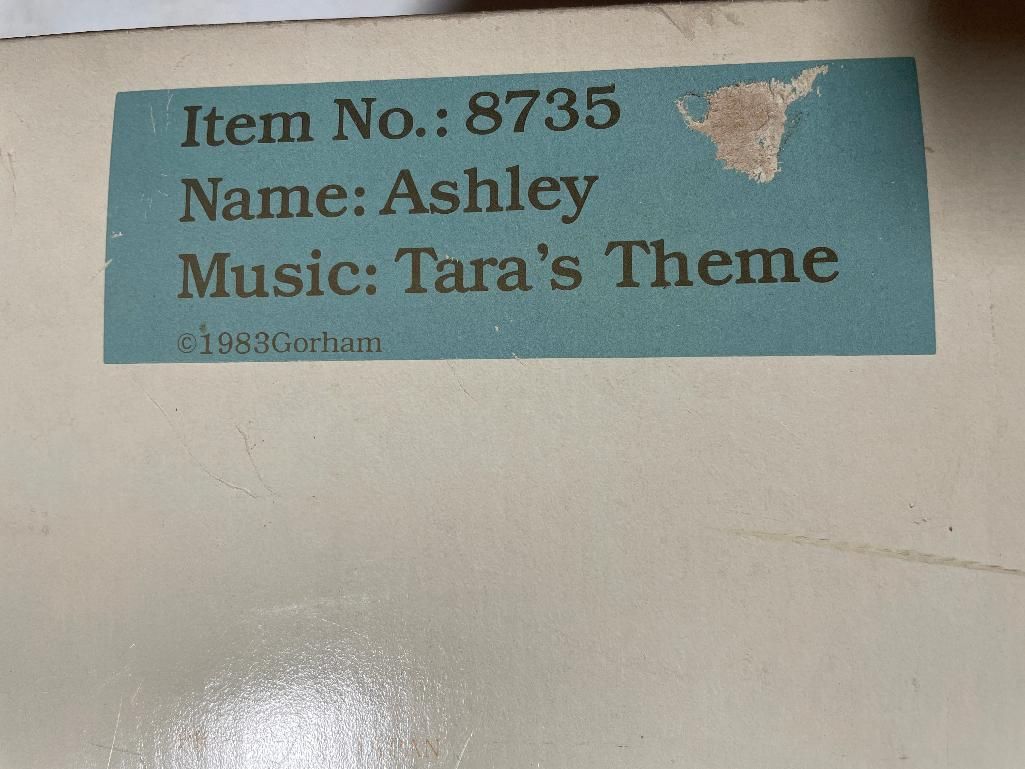 Item No.: 8735
Name: Ashley
Music: Tara's Theme
©1983Gorham